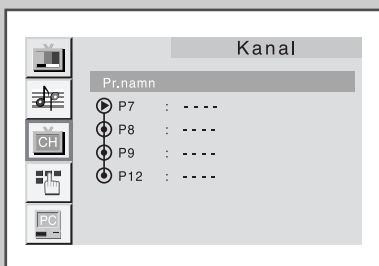 Kanal
Pr.namn
P7 : - - - -
P8 : - - - -
CH
P9 : - - - -
P12 : - - - -
PC